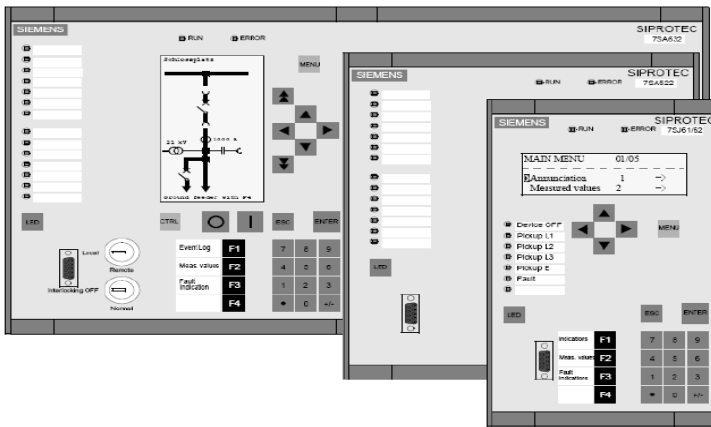 SIEMENS
RUN
ERROR
SIPROTEC
7SA632
Schlossplatz
MENU
21 kV
1000 A
Ground feeder with F4
LED
CTRL
ESC
ENTER
Local
Remote
Interlocking OFF
Normal
Event Log F1
Meas. values F2
Fault
Indication F3
F4
7 8 9
4 5 6
1 2 3
• 0 +/-
SIEMENS
RUN
ERROR
SIPROTEC
7SA522
LED
SIEMENS
RUN
ERROR
SIPROTEC
7SJ61/62
MAIN MENU 01/05
Annunciation 1 ->
Measured values 2 ->
Device OFF
Pickup L1
Pickup L2
Pickup L3
Pickup E
Fault
MENU
LED
ESC
ENTER
Indications F1
Meas. values F2
Fault
Indications F3
F4
7 8 9
4 5 6
1 2 3
• 0 +/-